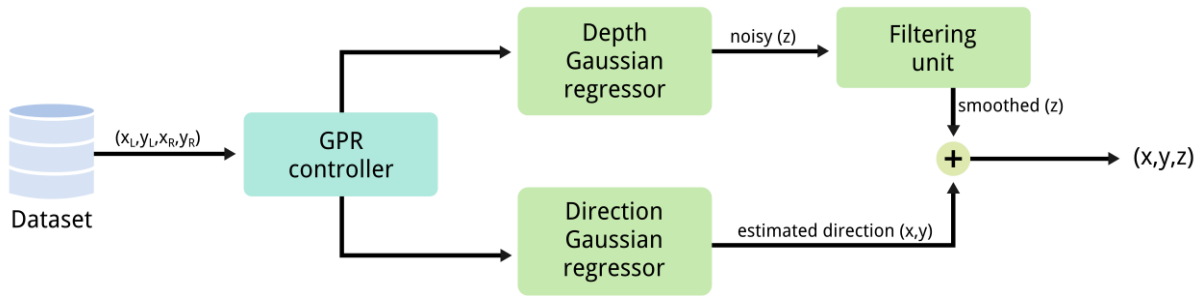 Dataset
(xL,yL,xR,yR)
GPR
controller
Depth
Gaussian
regressor
noisy (z)
Filtering
unit
smoothed (z)
Direction
Gaussian
regressor
estimated direction (x,y)
+
(x,y,z)